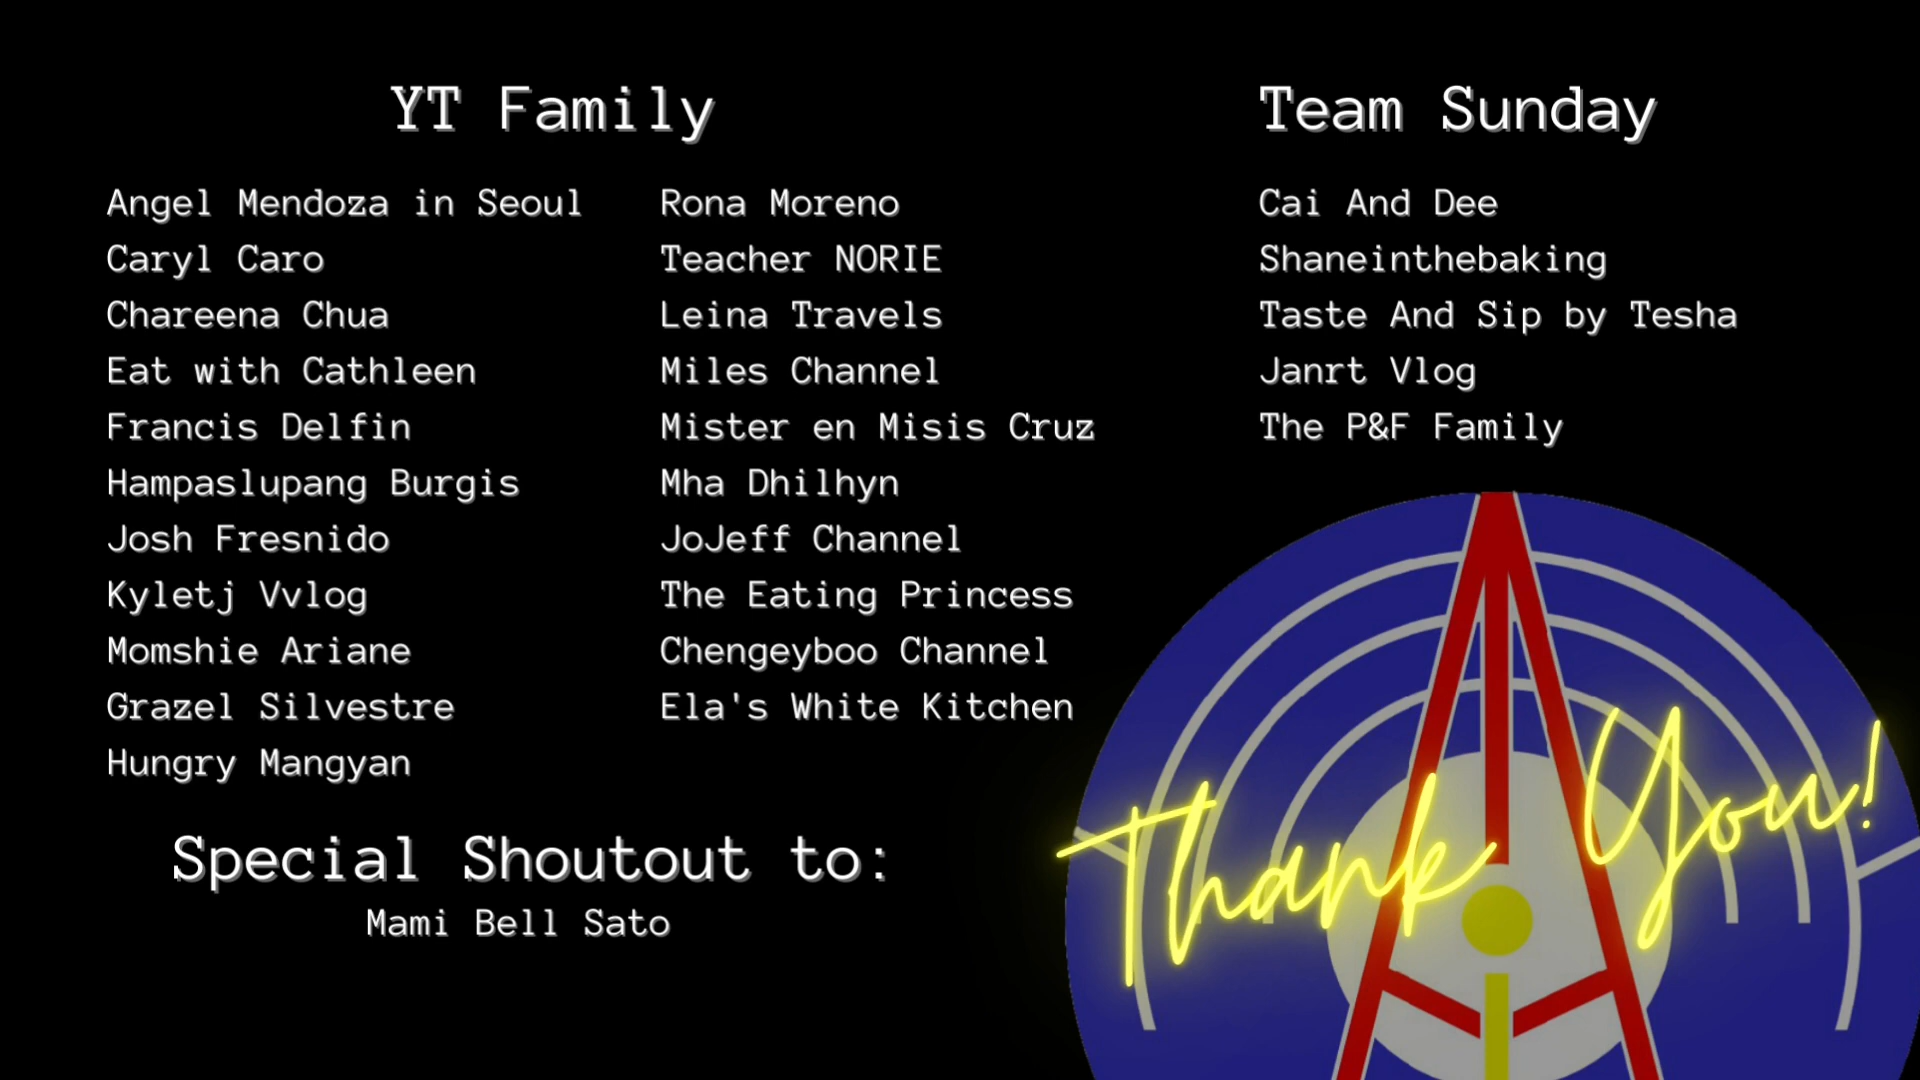 YT Family
Angel Mendoza in Seoul
Caryl Caro
Chareena Chua
Eat with Cathleen
Francis Delfin
Hampaslupang Burgis
Josh Fresnido
Kyletj Vvlog
Momshie Ariane
Grazel Silvestre
Hungry Mangyan
Rona Moreno
Teacher NORIE
Leina Travels
Miles Channel
Mister en Misis Cruz
Mha Dhilhyn
JoJeff Channel
The Eating Princess
Chengeyboo Channel
Ela's White Kitchen
Team Sunday
Cai And Dee
Shaneinthebaking
Taste And Sip by Tesha
Janrt Vlog
The P&F Family
Special Shoutout to:
Mami Bell Sato
Thank You!